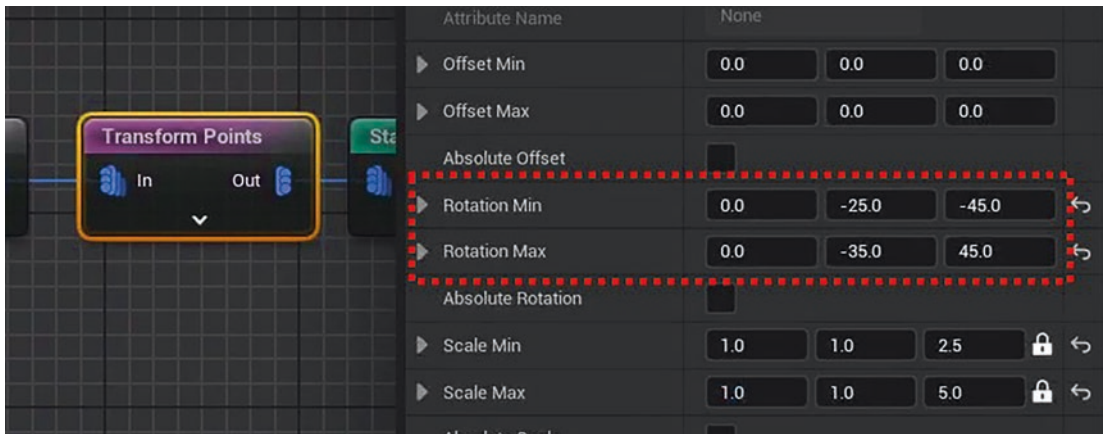 Attribute Name None
Offset Min 0.0 0.0 0.0
Offset Max 0.0 0.0 0.0
Transform Points
Sta
Absolute Offset
In Out
Rotation Min 0.0 -25.0 -45.0
Rotation Max 0.0 -35.0 45.0
Absolute Rotation
Scale Min 1.0 1.0 2.5
Scale Max 1.0 1.0 5.0